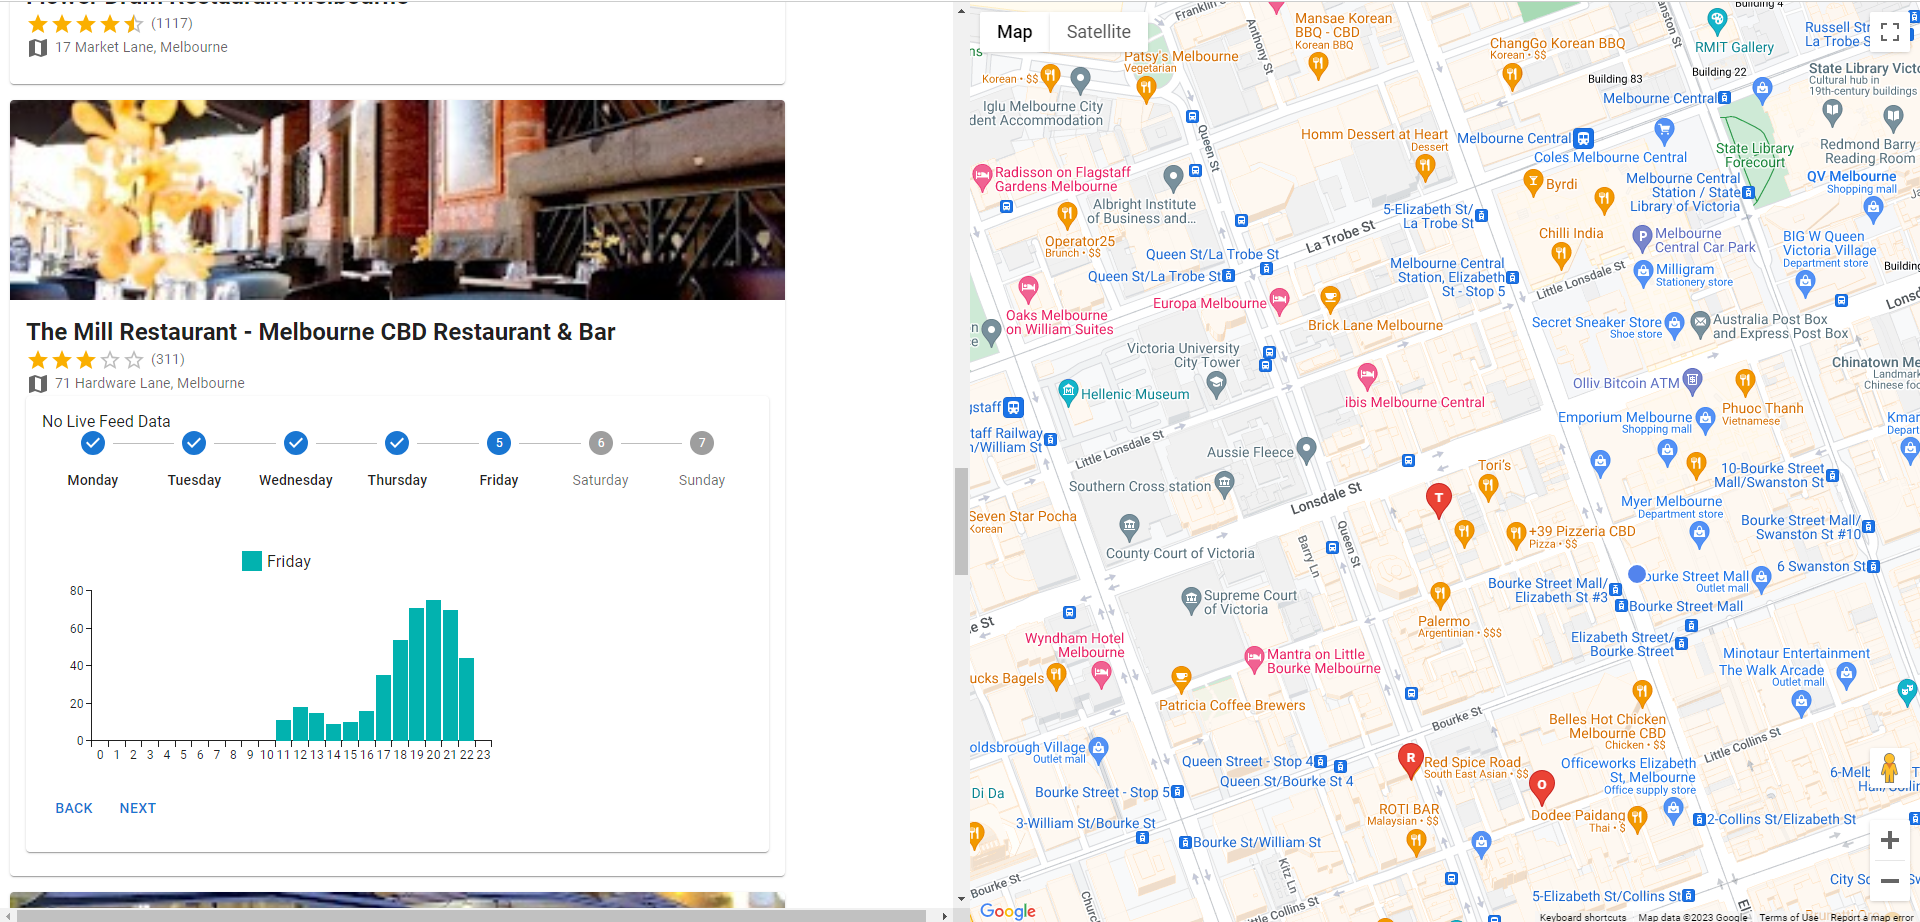 Flower Drum Restaurant Melbourne
(1117)
17 Market Lane, Melbourne
The Mill Restaurant - Melbourne CBD Restaurant & Bar
(311)
71 Hardware Lane, Melbourne
No Live Feed Data
5
6
7
Monday
Tuesday
Wednesday
Thursday
Friday
Saturday
Sunday
Friday
80
60
40
20
0
0 1 2 3 4 5 6 7 8 9 10 11 12 13 14 15 16 17 18 19 20 21 22 23
BACK
NEXT
Map
Satellite
Franklin St
Anthony St
Mansae Korean
BBQ - CBD
Korean BBQ
ChangGo Korean BBQ
Korean • $$
Building 4
RMIT Gallery
Russell Str
La Trobe S
Patsy's Melbourne
Vegetarian
Korean • $$
Iglu Melbourne City
dent Accommodation
Building 83
Building 22
State Library Victo
Cultural hub in
19th-century buildings
Melbourne Central
Queen St
Homm Dessert at Heart
Dessert
Melbourne Central
Coles Melbourne Central
State Library
Forecourt
Redmond Barry
Reading Room
Radisson on Flagstaff
Gardens Melbourne
Albright Institute
of Business and...
Byrdi
Melbourne Central
Station / State
Library of Victoria
QV Melbourne
Shopping mall
5-Elizabeth St/
La Trobe St
La Trobe St
Operator25
Brunch • $$
Queen St/La Trobe St
Queen St/La Trobe St
Chilli India
Melbourne
Central Car Park
BIG W Queen
Victoria Village
Department store
Building
Melbourne Central
Station, Elizabeth
St - Stop 5
Little Lonsdale St
Milligram
Stationery store
Lonsd
Oaks Melbourne
on William Suites
Europa Melbourne
Brick Lane Melbourne
Secret Sneaker Store
Shoe store
Australia Post Box
and Express Post Box
Victoria University
City Tower
Chinatown Me
Landmark
Chinese foo
Hellenic Museum
ibis Melbourne Central
Olliv Bitcoin ATM
Phuoc Thanh
Vietnamese
gstaff
Emporium Melbourne
Shopping mall
Kmar
Depart
taff Railway
n/William St
Little Lonsdale St
Aussie Fleece
Tori's
10-Bourke Street
Mall/Swanston St
Southern Cross station
Lonsdale St
T
Myer Melbourne
Department store
Seven Star Pocha
Korean
Bourke Street Mall/
Swanston St #10
County Court of Victoria
Barry Ln
Queen St
+39 Pizzeria CBD
Pizza • $$
6 Swanston St
Bourke Street Mall/
Elizabeth St #3
ourke Street Mall
Outlet mall
Bourke Street Mall
Supreme Court
of Victoria
Palermo
Argentinian • $$$
e St
Wyndham Hotel
Melbourne
Elizabeth Street/
Bourke Street
Mantra on Little
Bourke Melbourne
Minotaur Entertainment
The Walk Arcade
Outlet mall
ucks Bagels
Patricia Coffee Brewers
Bourke St
Belles Hot Chicken
Melbourne CBD
Chicken • $$
Little Collins St
oldsbrough Village
Outlet mall
Queen Street - Stop 4
Queen St/Bourke St 4
R
Red Spice Road
South East Asian • $$
Officeworks Elizabeth
St, Melbourne
Office supply store
6-Melb
Di Da
Bourke Street - Stop 5
O
ROTI BAR
Malaysian • $$
Dodee Paidang
Thai • $
3-William St/Bourke St
2-Collins St/Elizabeth St
Bourke St/William St
Kitz Ln
Bourke St
Church
5-Elizabeth St/Collins St
City Sq
Google
Keyboard shortcuts
Map data ©2023 Google
Terms of Use
Report a map error